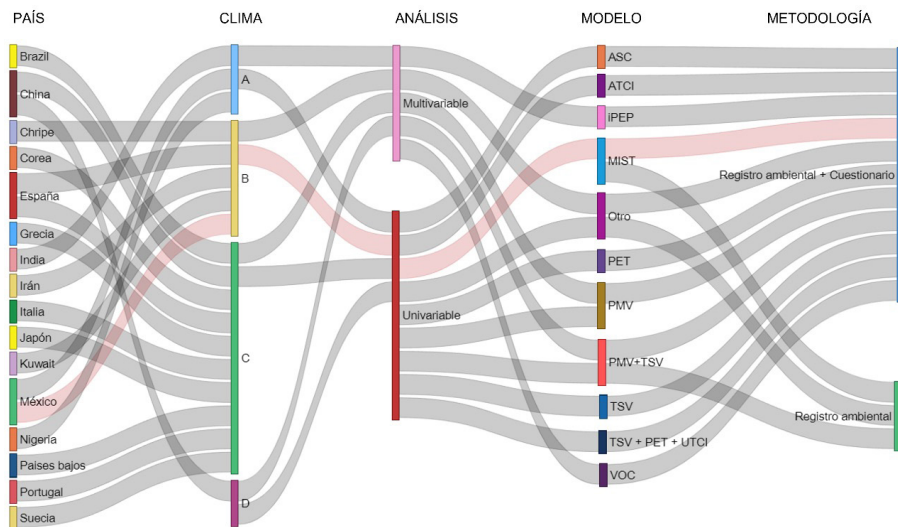 PAÍS CLIMA ANÁLISIS MODELO METODOLOGÍA
Brazil
China
Chripe
Corea
España
Grecia
India
Irán
Italia
Japón
Kuwait
México
Nigeria
Paises bajos
Portugal
Suecia
A
B
C
D
Multivariable
Univariable
ASC
ATCI
iPEP
MIST
Otro
PET
PMV
PMV+TSV
TSV
TSV + PET + UTCI
VOC
Registro ambiental + Cuestionario
Registro ambiental